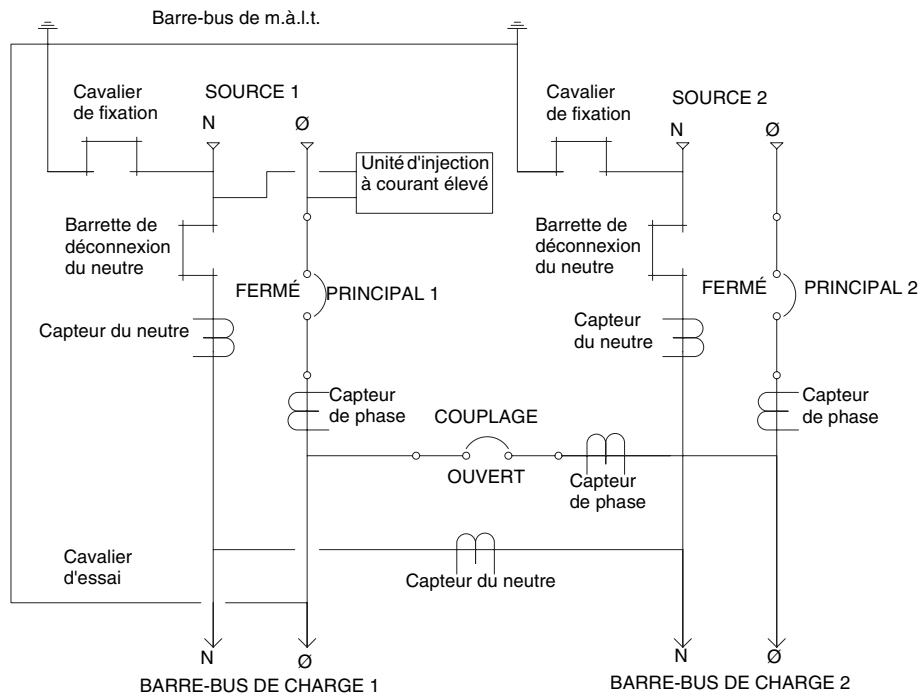 Barre-bus de m.à.l.t.
Cavalier
de fixation
SOURCE 1
N
Ø
Cavalier
de fixation
SOURCE 2
N
Ø
Unité d'injection
à courant élevé
Barrette de
déconnexion
du neutre
FERMÉ
PRINCIPAL 1
Barrette de
déconnexion
du neutre
FERMÉ
PRINCIPAL 2
Capteur du neutre
Capteur
du neutre
Capteur
de phase
COUPLAGE
OUVERT
Capteur
de phase
Capteur
de phase
Cavalier
d'essai
Capteur du neutre
N
Ø
BARRE-BUS DE CHARGE 1
N
Ø
BARRE-BUS DE CHARGE 2